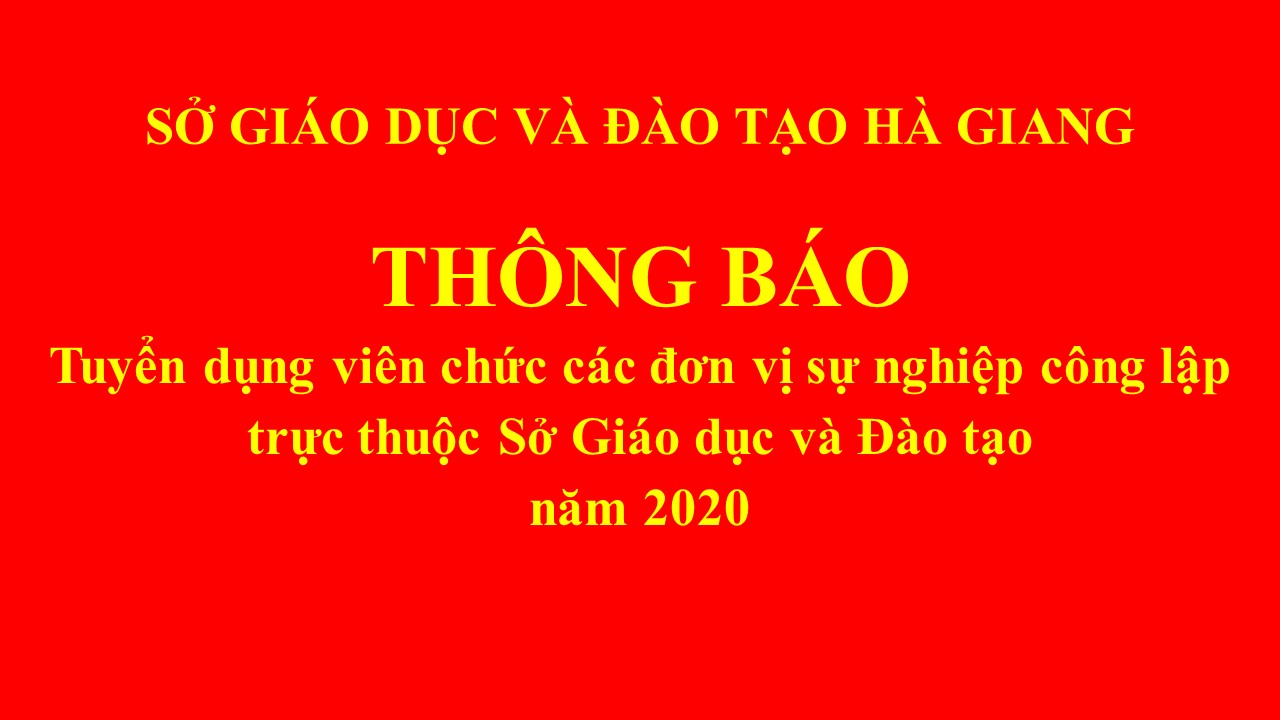 SỞ GIÁO DỤC VÀ ĐÀO TẠO HÀ GIANG
THÔNG BÁO
Tuyển dụng viên chức các đơn vị sự nghiệp công lập
trực thuộc Sở Giáo dục và Đào tạo
năm 2020